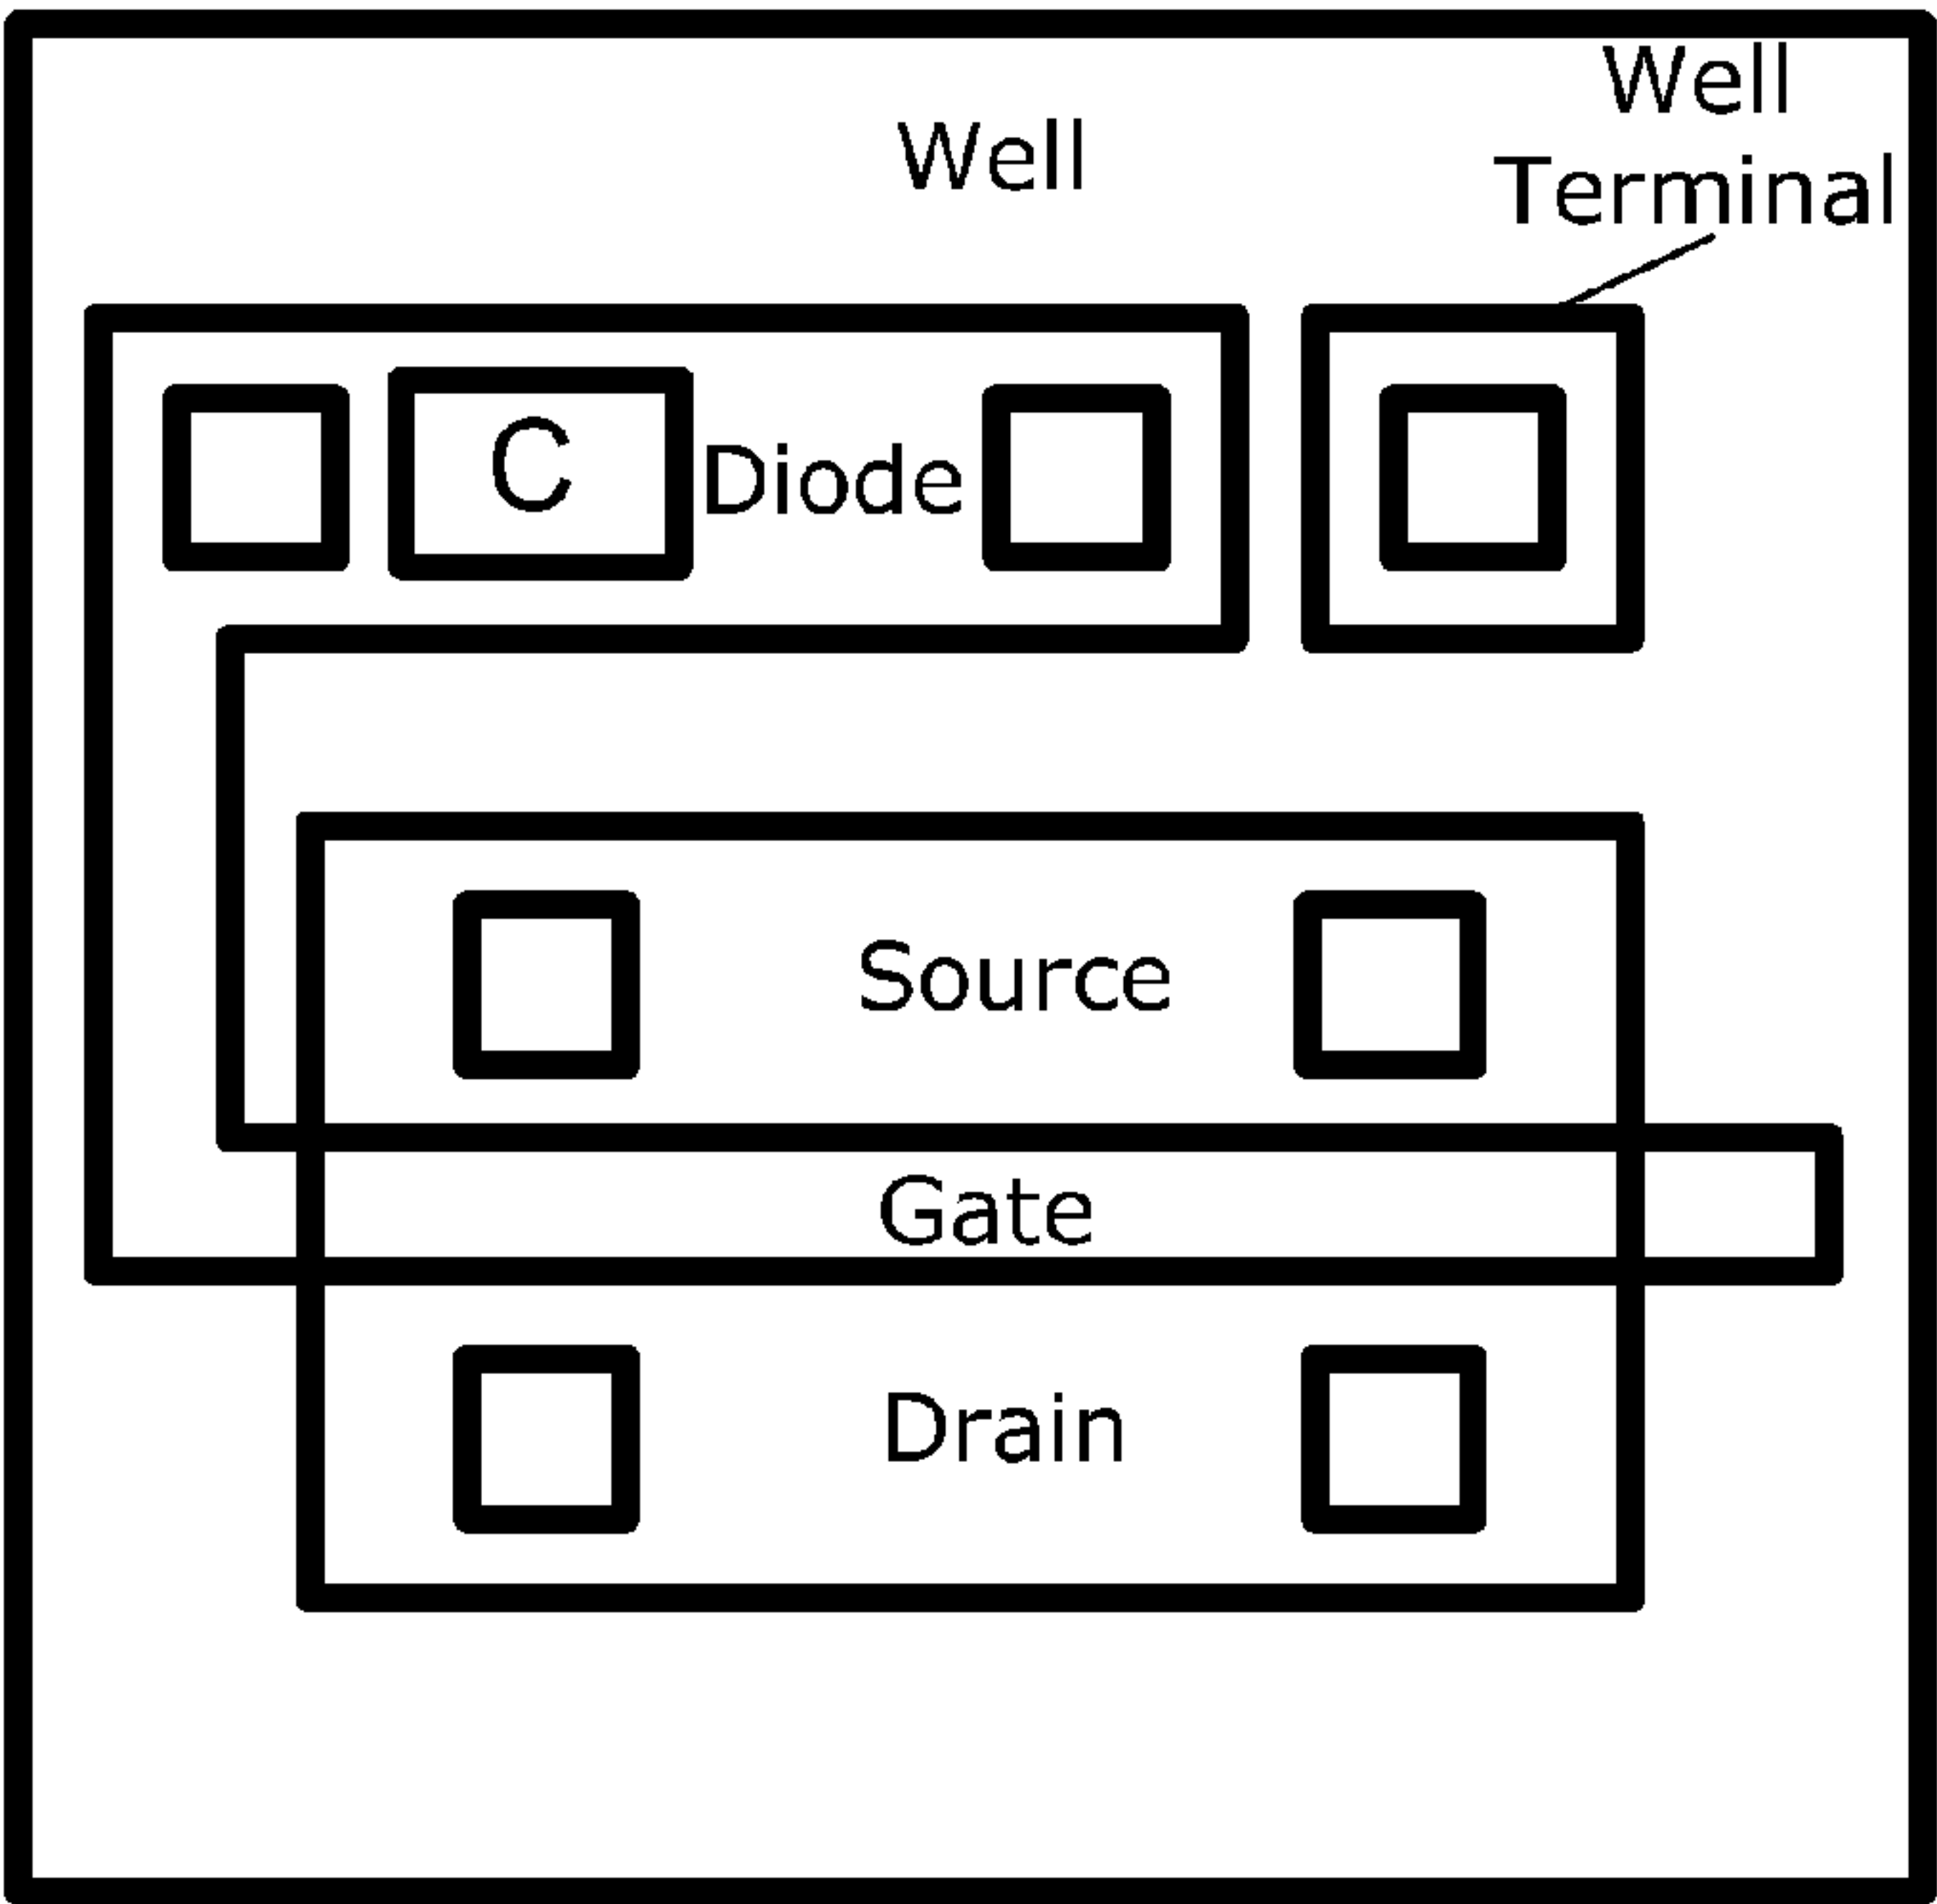 Well
Well
Terminal
C
Diode
Source
Gate
Drain